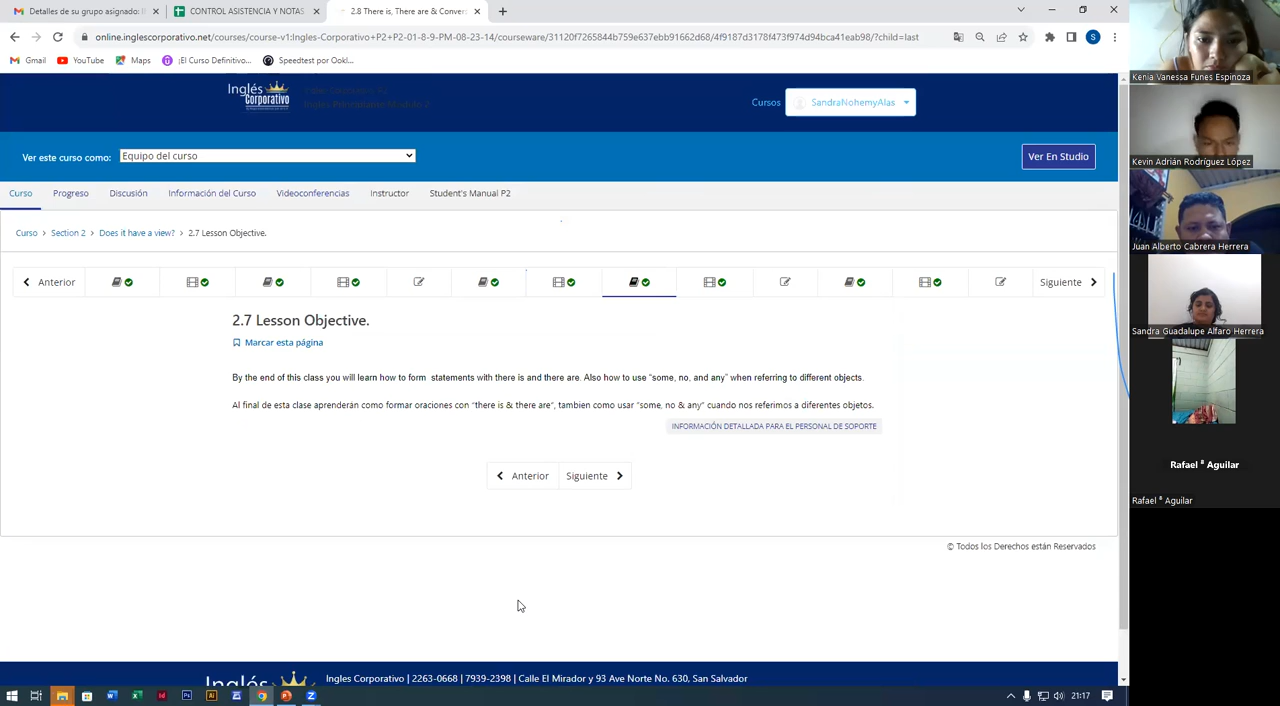 Detalles de su grupo asignado: I
CONTROL ASISTENCIA Y NOTAS
2.8 There is, There are & Conver
online.inglescorporativo.net/courses/course-v1:Ingles-Corporativo+P2+P2-01-8-9-PM-08-23-14/courseware/31120f7265844b759e637ebb91662d68/4f9187d3178f473f974d94bca41eab98/?child=last
Gmail
YouTube
Maps
¡El Curso Definitivo...
Speedtest por Ookl...
Inglés
Corporativo
Cursos
SandraNohemyAlas
Ver este curso como:
Equipo del curso
Ver En Studio
Curso
Progreso
Discusión
Información del Curso
Videoconferencias
Instructor
Student's Manual P2
Curso > Section 2 > Does it have a view? > 2.7 Lesson Objective.
Anterior
Siguiente
2.7 Lesson Objective.
Marcar esta página
By the end of this class you will learn how to form statements with there is and there are. Also how to use "some, no, and any" when referring to different objects.
Al final de esta clase aprenderán como formar oraciones con "there is & there are", tambien como usar "some, no & any" cuando nos referimos a diferentes objetos.
INFORMACIÓN DETALLADA PARA EL PERSONAL DE SOPORTE
Anterior
Siguiente
© Todos los Derechos están Reservados
Inglés
Ingles Corporativo | 2263-0668 | 7939-2398 | Calle El Mirador y 93 Ave Norte No. 630, San Salvador
21:17
Kenia Vanessa Funes Espinoza
Kevin Adrián Rodríguez López
Juan Alberto Cabrera Herrera
Sandra Guadalupe Alfaro Herrera
Rafael ª Aguilar
Rafael ª Aguilar